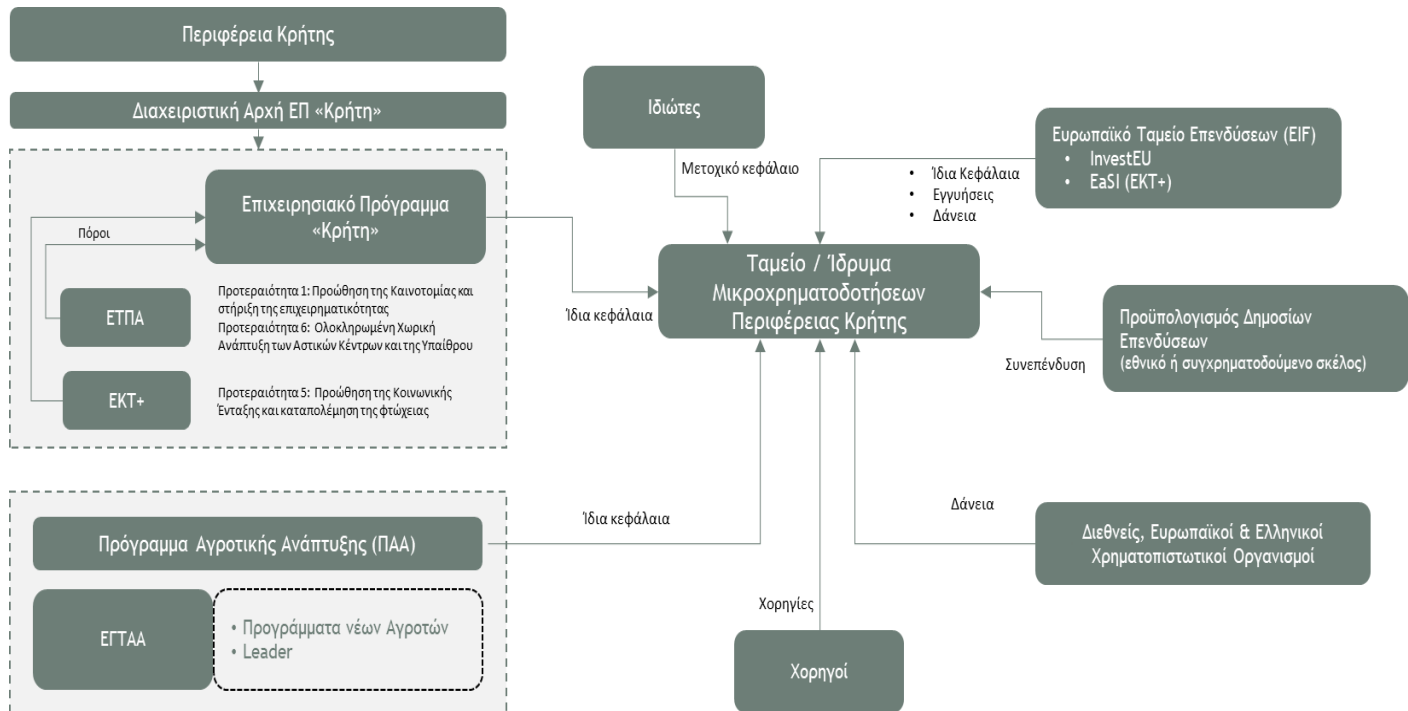 Περιφέρεια Κρήτης
Διαχειριστική Αρχή ΕΠ «Κρήτη»
Επιχειρησιακό Πρόγραμμα
«Κρήτη»
Πόροι
ΕΤΠΑ
Προτεραιότητα 1: Προώθηση της Καινοτομίας και
στήριξη της επιχειρηματικότητας
Προτεραιότητα 6: Ολοκληρωμένη Χωρική
Ανάπτυξη των Αστικών Κέντρων και της Υπαίθρου
ΕΚΤ+
Προτεραιότητα 5: Προώθηση της Κοινωνικής
Ένταξης και καταπολέμηση της φτώχειας
Πρόγραμμα Αγροτικής Ανάπτυξης (ΠΑΑ)
ΕΓΤΑΑ
• Προγράμματα νέων Αγροτών
• Leader
Ιδιώτες
Μετοχικό κεφάλαιο
Ίδια κεφάλαια
Ταμείο / Ίδρυμα
Μικροχρηματοδοτήσεων
Περιφέρειας Κρήτης
Ίδια κεφάλαια
Χορηγίες
Χορηγοί
Ευρωπαϊκό Ταμείο Επενδύσεων (EIF)
• InvestEU
• EaSI (ΕΚΤ+)
• Ίδια Κεφάλαια
• Εγγυήσεις
• Δάνεια
Προϋπολογισμός Δημοσίων
Επενδύσεων
(εθνικό ή συγχρηματοδούμενο σκέλος)
Συνεπένδυση
Δάνεια
Διεθνείς, Ευρωπαϊκοί & Ελληνικοί
Χρηματοπιστωτικοί Οργανισμοί